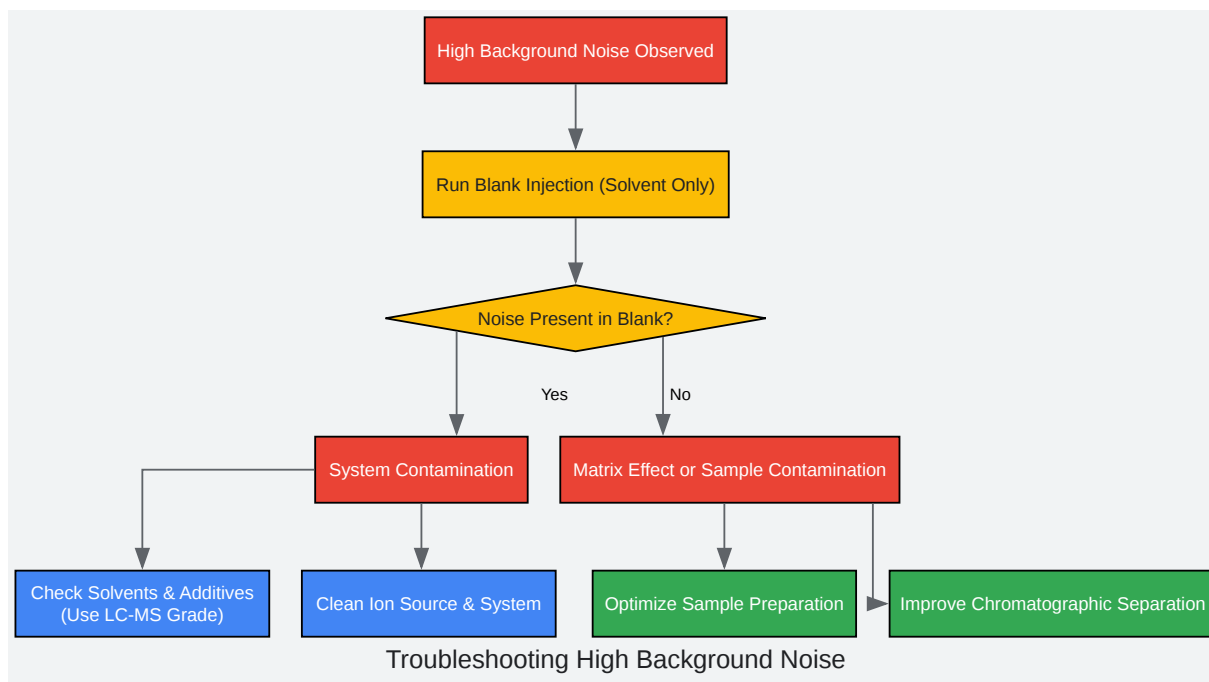 High Background Noise Observed
Run Blank Injection (Solvent Only)
Noise Present in Blank?
Yes
No
System Contamination
Matrix Effect or Sample Contamination
Check Solvents & Additives
(Use LC-MS Grade)
Clean Ion Source & System
Optimize Sample Preparation
Improve Chromatographic Separation
Troubleshooting High Background Noise